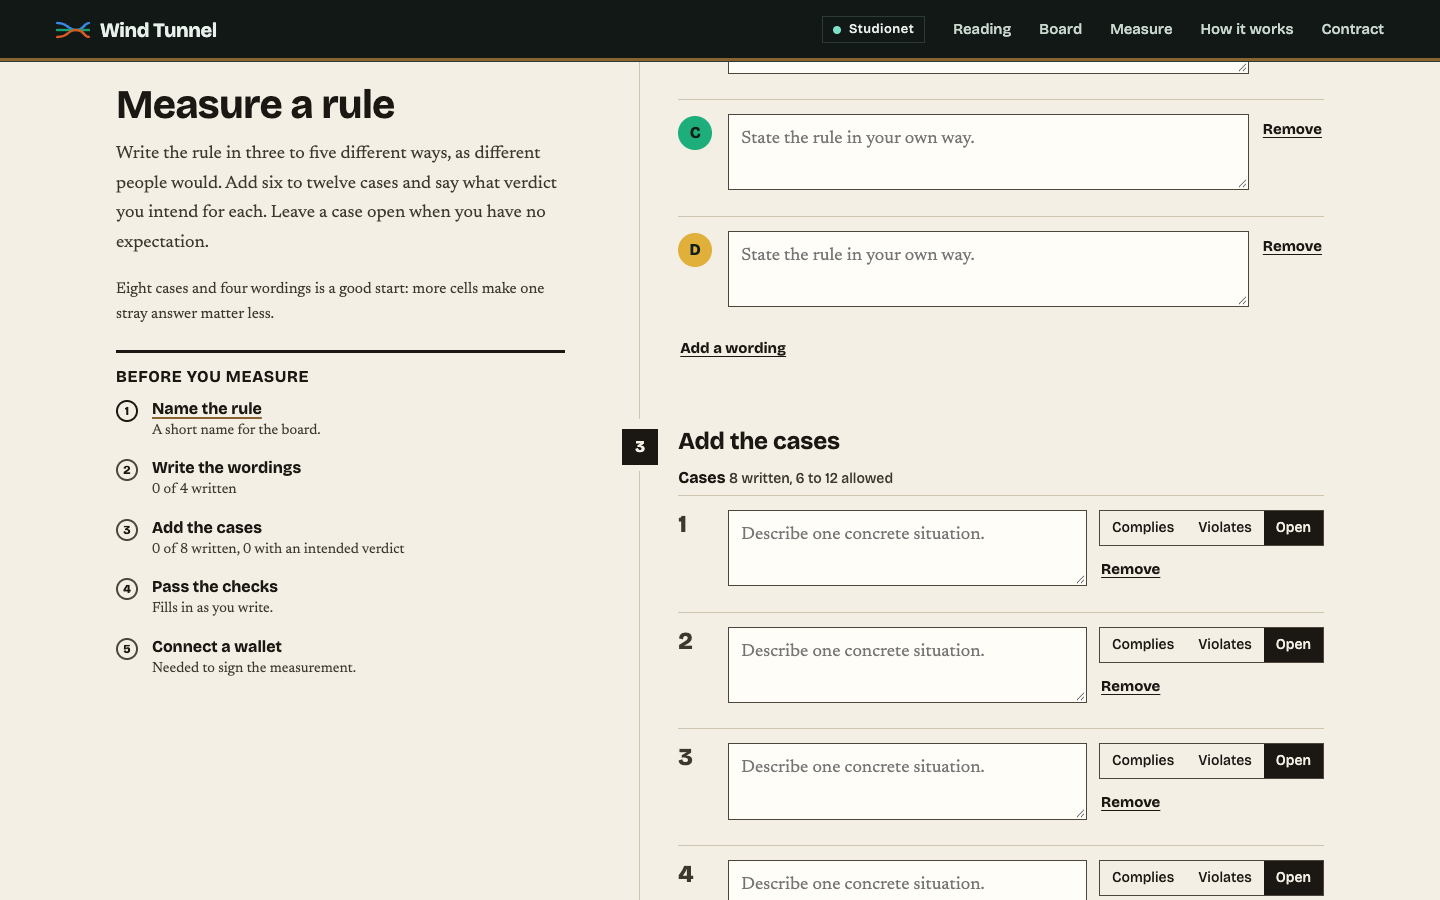 Wind Tunnel
Studionet
Reading
Board
Measure
How it works
Contract
Measure a rule
Write the rule in three to five different ways, as different
people would. Add six to twelve cases and say what verdict
you intend for each. Leave a case open when you have no
expectation.
Eight cases and four wordings is a good start: more cells make one
stray answer matter less.
BEFORE YOU MEASURE
1
Name the rule
A short name for the board.
2
Write the wordings
0 of 4 written
3
Add the cases
0 of 8 written, 0 with an intended verdict
4
Pass the checks
Fills in as you write.
5
Connect a wallet
Needed to sign the measurement.
C
State the rule in your own way.
Remove
D
State the rule in your own way.
Remove
Add a wording
3
Add the cases
Cases 8 written, 6 to 12 allowed
1
Describe one concrete situation.
Complies Violates Open
Remove
2
Describe one concrete situation.
Complies Violates Open
Remove
3
Describe one concrete situation.
Complies Violates Open
Remove
4
Describe one concrete situation.
Complies Violates Open